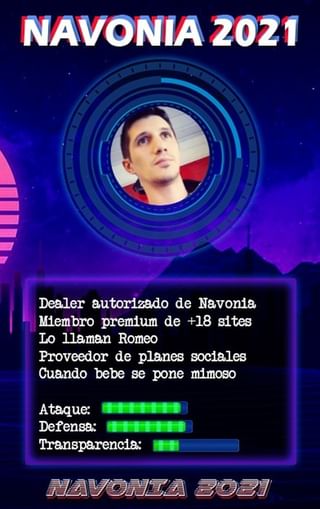 NAVONIA 2021
Dealer autorizado de Navonia
Miembro premium de +18 sites
Lo llaman Romeo
Proveedor de planes sociales
Cuando bebe se pone mimoso
Ataque:
Defensa:
Transparencia:
NAVONIA 2021